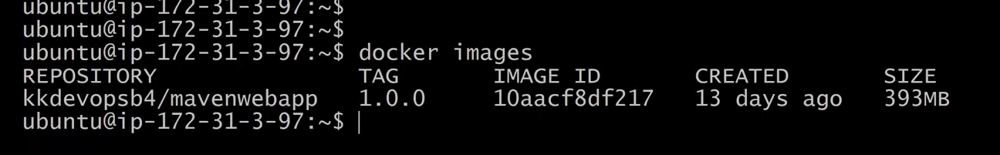 ubuntu@ip-172-31-3-97:~$
ubuntu@ip-172-31-3-97:~$
ubuntu@ip-172-31-3-97:~$ docker images
REPOSITORY TAG IMAGE ID CREATED SIZE
kkdevopsb4/mavenwebapp 1.0.0 10aacf8df217 13 days ago 393MB
ubuntu@ip-172-31-3-97:~$